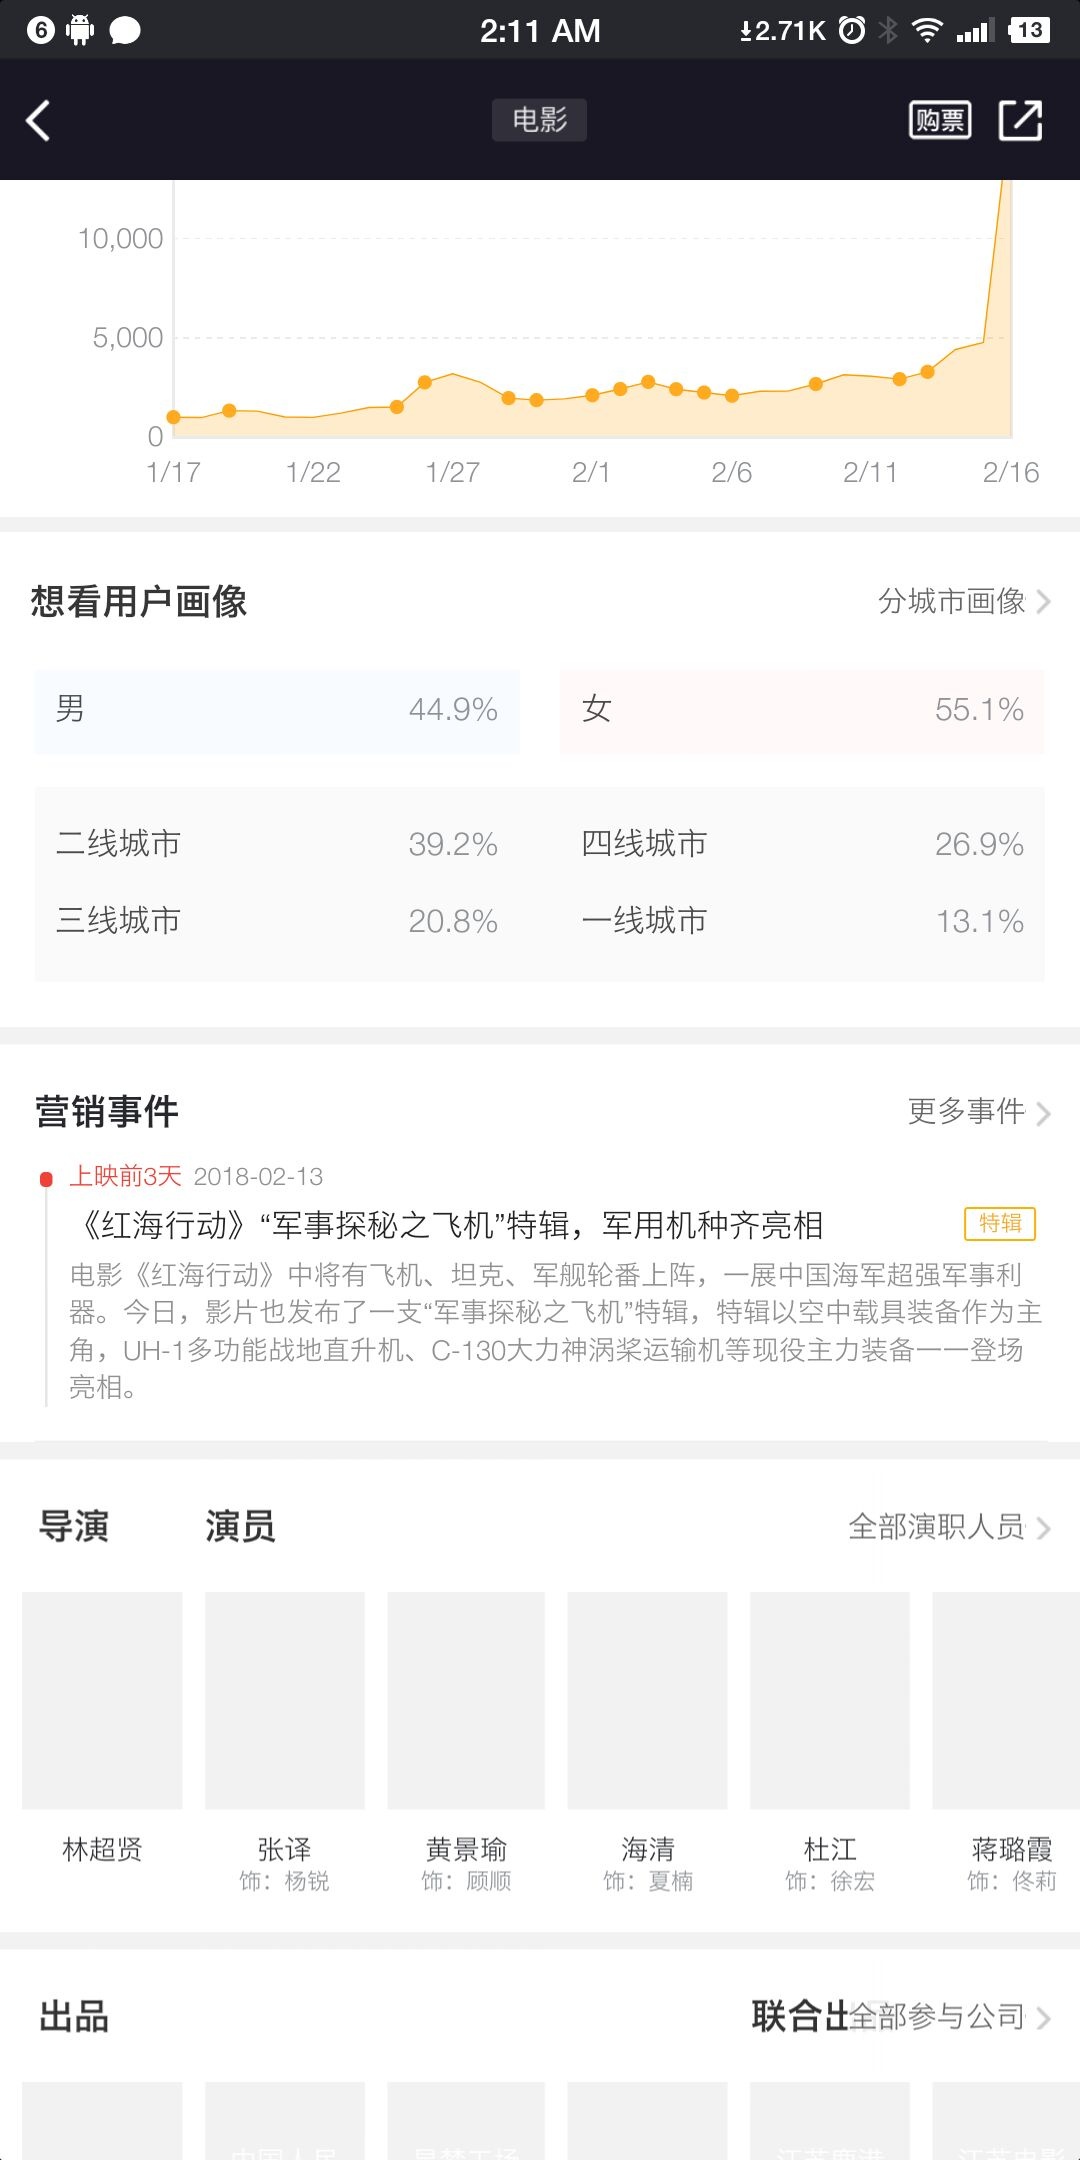 6
2:11 AM
2.71K
13
电影
购票
10,000
5,000
0
1/17 1/22 1/27 2/1 2/6 2/11 2/16
想看用户画像
分城市画像
男 44.9%
女 55.1%
二线城市 39.2%
四线城市 26.9%
三线城市 20.8%
一线城市 13.1%
营销事件
更多事件
上映前3天 2018-02-13
《红海行动》“军事探秘之飞机”特辑，军用机种齐亮相
特辑
电影《红海行动》中将有飞机、坦克、军舰轮番上阵，一展中国海军超强军事利
器。今日，影片也发布了一支“军事探秘之飞机”特辑，特辑以空中载具装备作为主
角，UH-1多功能战地直升机、C-130大力神涡桨运输机等现役主力装备一一登场
亮相。
导演
演员
全部演职人员
林超贤
张译
饰：杨锐
黄景瑜
饰：顾顺
海清
饰：夏楠
杜江
饰：徐宏
蒋璐霞
饰：佟莉
出品
联合出
全部参与公司